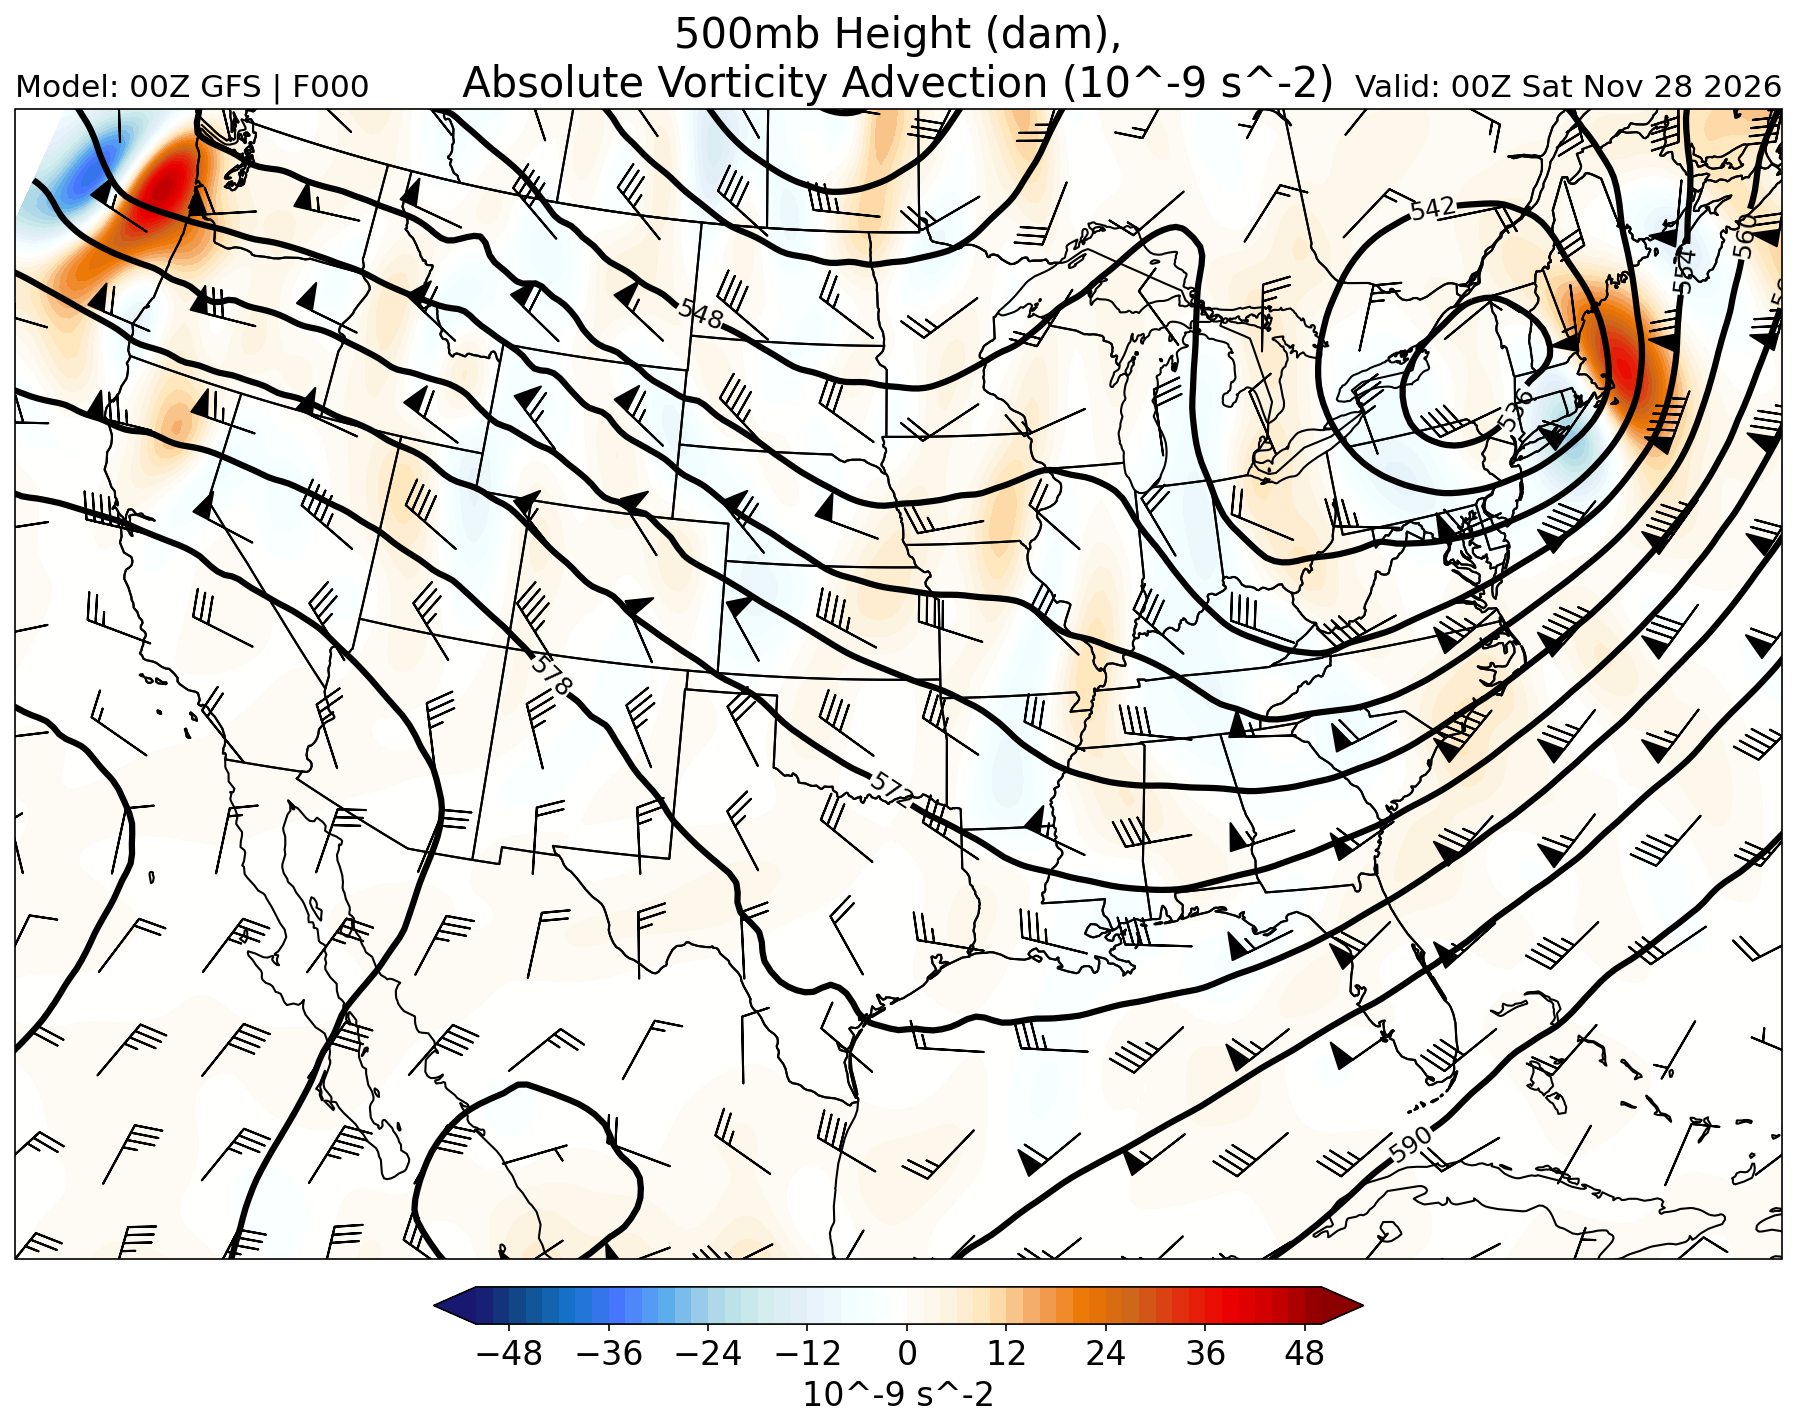 500mb Height (dam),
Model: 00Z GFS | F000
Absolute Vorticity Advection (10^-9 s^-2)
Valid: 00Z Sat Nov 28 2026
542
560
554
548
536
578
572
590
−48 −36 −24 −12 0 12 24 36 48
10^-9 s^-2